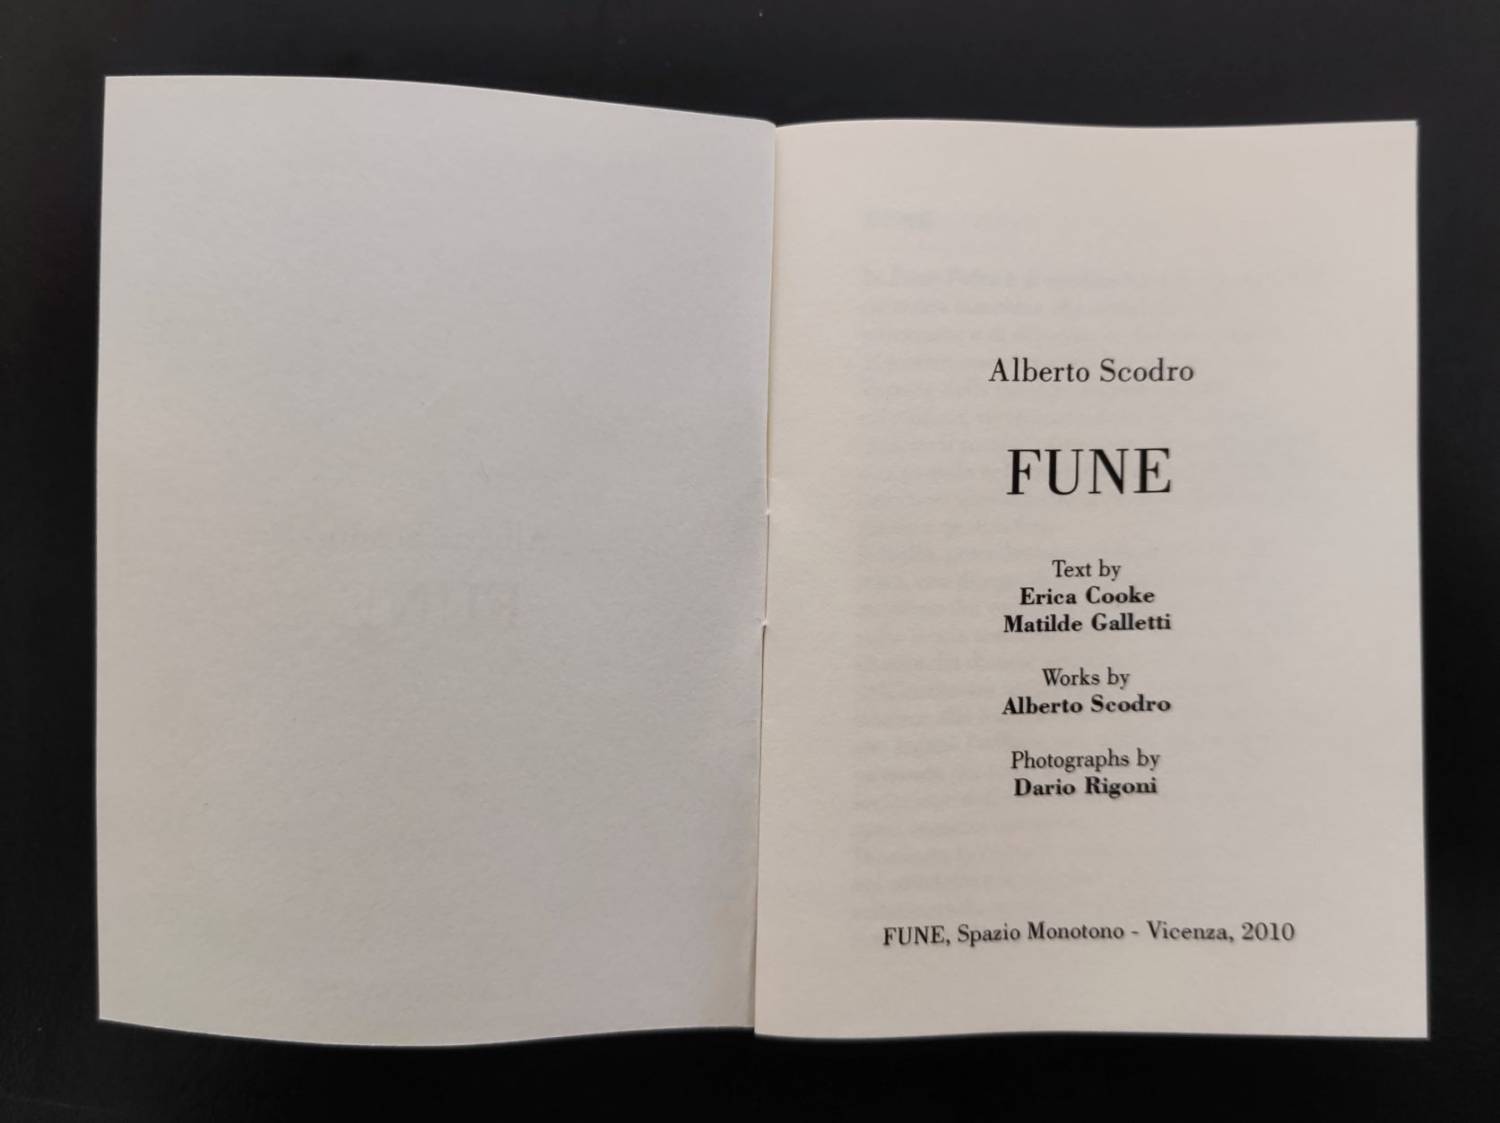 Alberto Scodro
FUNE
Text by
Erica Cooke
Matilde Galletti
Works by
Alberto Scodro
Photographs by
Dario Rigoni
FUNE, Spazio Monotono - Vicenza, 2010